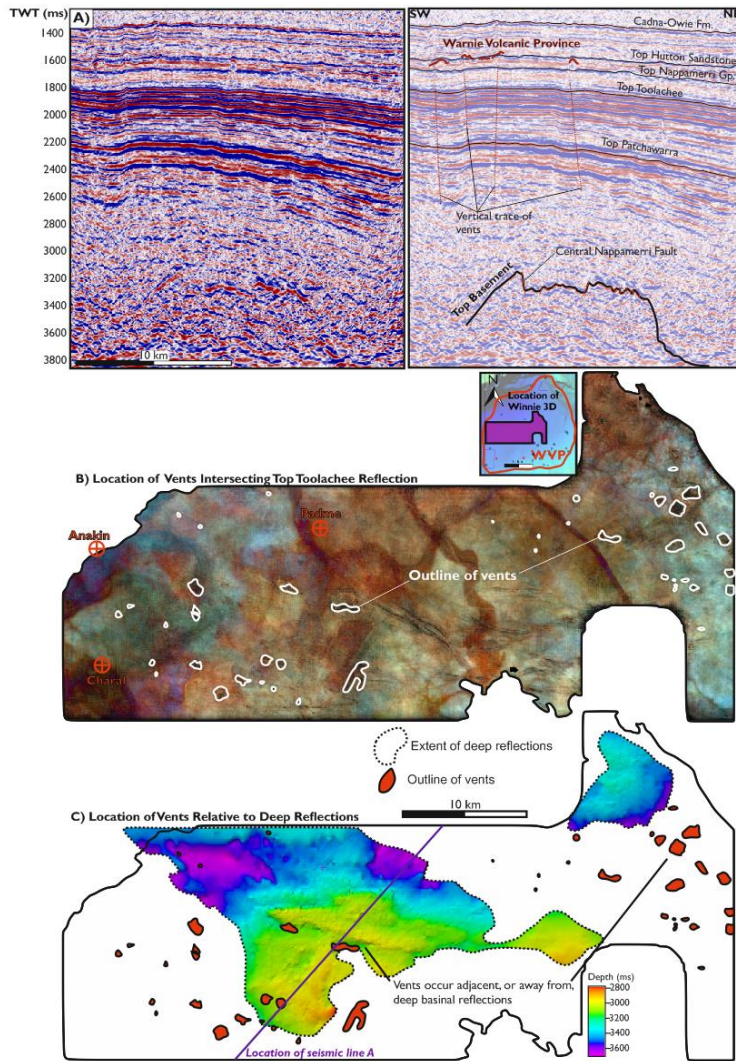 TWT (ms)
A)
1400
1600
1800
2000
2200
2400
2600
2800
3000
3200
3400
3600
3800
10 km
SW
NE
Cadna-Owie Fm.
Warnie Volcanic Province
Top Hutton Sandstone
Top Nappamerri Gp.
Top Toolachee
Top Patchawarra
Vertical trace of
vents
Central Nappamerri Fault
Top Basement
N
Location of
Winnie 3D
WVP
B) Location of Vents Intersecting Top Toolachee Reflection
Anakin
Padme
Outline of vents
Charal
Extent of deep reflections
Outline of vents
10 km
C) Location of Vents Relative to Deep Reflections
Vents occur adjacent, or away from,
deep basinal reflections
Depth (ms)
2800
3000
3200
3400
3600
Location of seismic line A